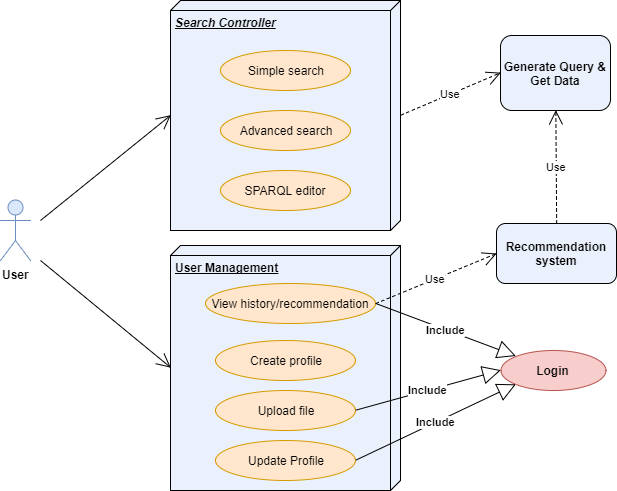 Search Controller
Simple search
Advanced search
SPARQL editor
Use
Generate Query &
Get Data
Use
User
User Management
View history/recommendation
Create profile
Upload file
Update Profile
Use
Recommendation
system
Include
Include
Include
Login